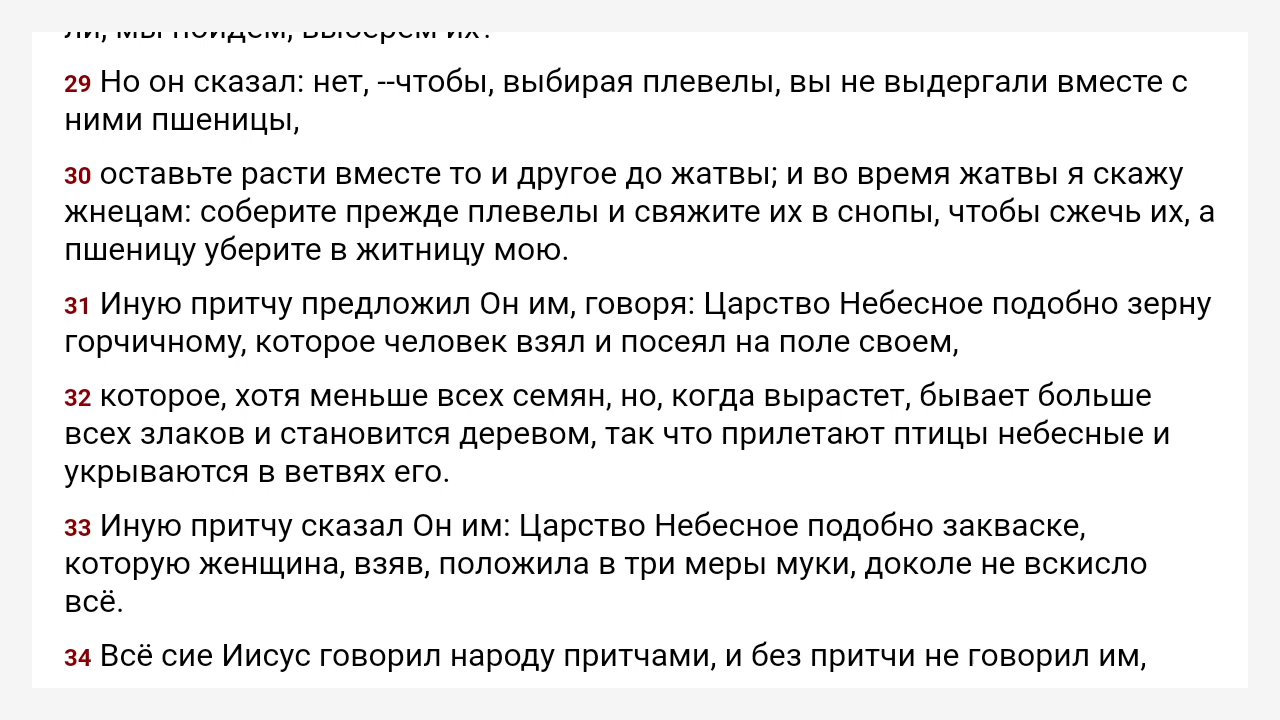 ли, мы пойдем, выберем их?
29 Но он сказал: нет, --чтобы, выбирая плевелы, вы не выдергали вместе с
ними пшеницы,
30 оставьте расти вместе то и другое до жатвы; и во время жатвы я скажу
жнецам: соберите прежде плевелы и свяжите их в снопы, чтобы сжечь их, а
пшеницу уберите в житницу мою.
31 Иную притчу предложил Он им, говоря: Царство Небесное подобно зерну
горчичному, которое человек взял и посеял на поле своем,
32 которое, хотя меньше всех семян, но, когда вырастет, бывает больше
всех злаков и становится деревом, так что прилетают птицы небесные и
укрываются в ветвях его.
33 Иную притчу сказал Он им: Царство Небесное подобно закваске,
которую женщина, взяв, положила в три меры муки, доколе не вскисло
всё.
34 Всё сие Иисус говорил народу притчами, и без притчи не говорил им,